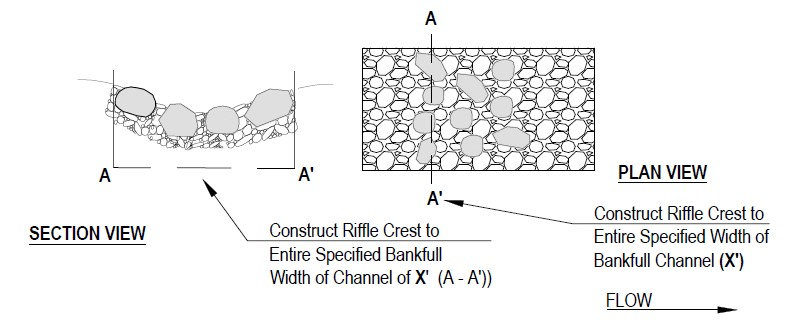 A
A
A'
SECTION VIEW
Construct Riffle Crest to
Entire Specified Bankfull
Width of Channel of X' (A - A'))
A'
PLAN VIEW
Construct Riffle Crest to
Entire Specified Width of
Bankfull Channel (X')
FLOW